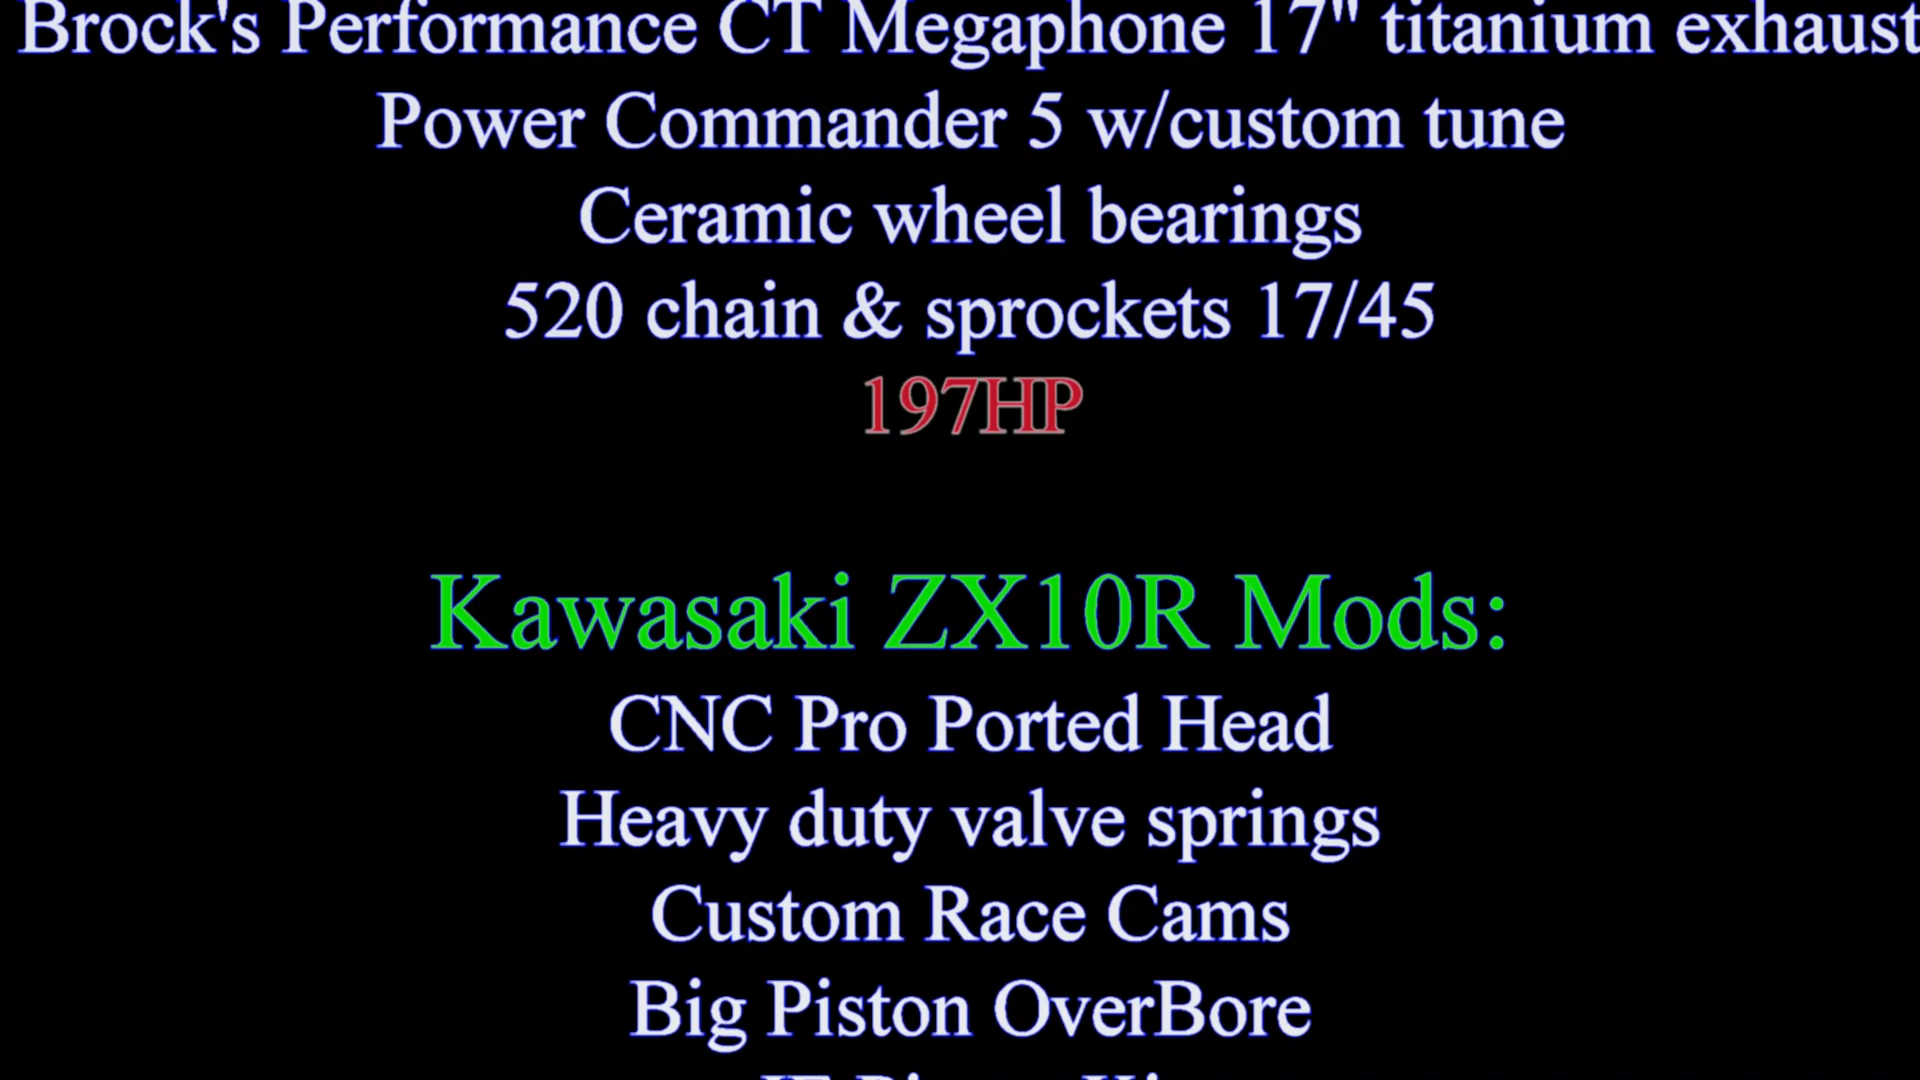 Brock's Performance CT Megaphone 17" titanium exhaust
Power Commander 5 w/custom tune
Ceramic wheel bearings
520 chain & sprockets 17/45
197HP
Kawasaki ZX10R Mods:
CNC Pro Ported Head
Heavy duty valve springs
Custom Race Cams
Big Piston OverBore